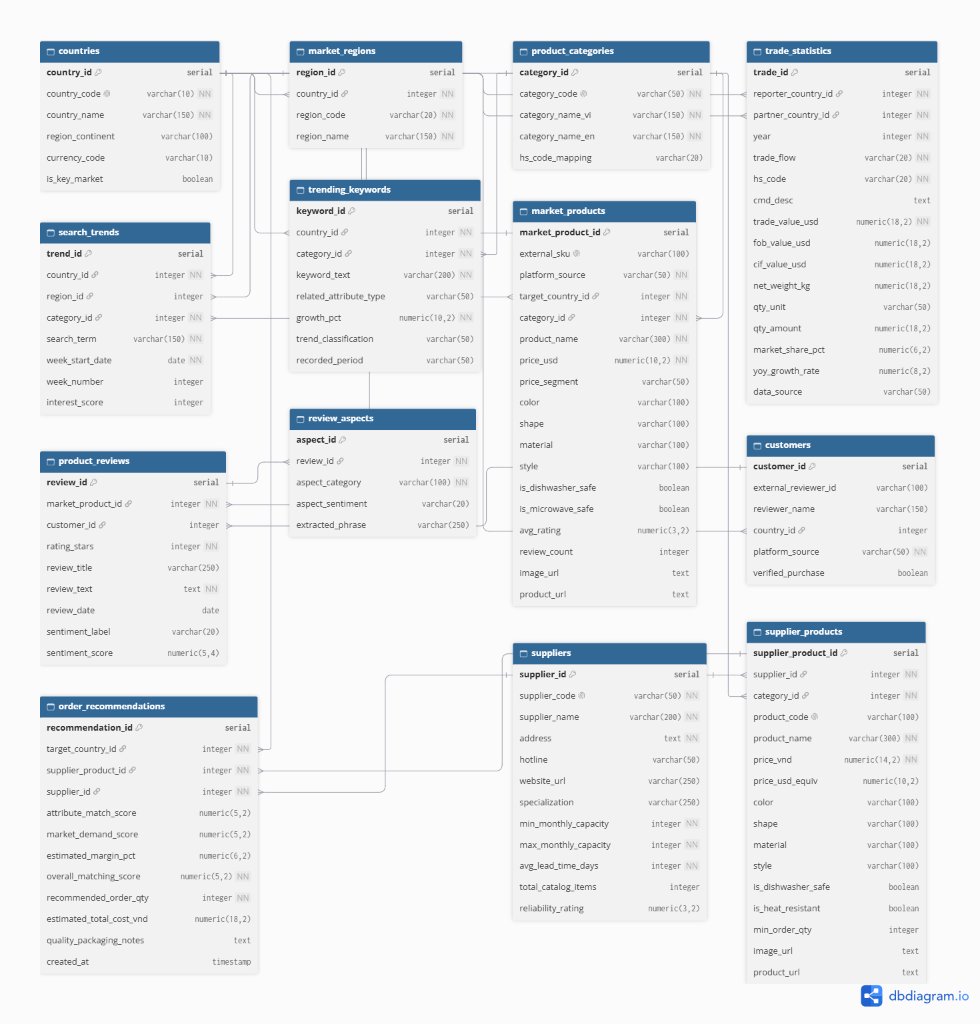 countries
country_id serial
country_code varchar(10) NN
country_name varchar(150) NN
region_continent varchar(100)
currency_code varchar(10)
is_key_market boolean
market_regions
region_id serial
country_id integer NN
region_code varchar(20) NN
region_name varchar(150) NN
product_categories
category_id serial
category_code varchar(50) NN
category_name_vi varchar(150) NN
category_name_en varchar(150) NN
hs_code_mapping varchar(20)
trade_statistics
trade_id serial
reporter_country_id integer NN
partner_country_id integer NN
year integer NN
trade_flow varchar(20) NN
hs_code varchar(20) NN
cmd_desc text
trade_value_usd numeric(18,2) NN
fob_value_usd numeric(18,2)
cif_value_usd numeric(18,2)
net_weight_kg numeric(18,2)
qty_unit varchar(50)
qty_amount numeric(18,2)
market_share_pct numeric(6,2)
yoy_growth_rate numeric(8,2)
data_source varchar(50)
search_trends
trend_id serial
country_id integer NN
region_id integer
category_id integer NN
search_term varchar(150) NN
week_start_date date NN
week_number integer
interest_score integer
trending_keywords
keyword_id serial
country_id integer NN
category_id integer NN
keyword_text varchar(200) NN
related_attribute_type varchar(50)
growth_pct numeric(10,2) NN
trend_classification varchar(50)
recorded_period varchar(50)
market_products
market_product_id serial
external_sku varchar(100)
platform_source varchar(50) NN
target_country_id integer NN
category_id integer NN
product_name varchar(300) NN
price_usd numeric(10,2) NN
price_segment varchar(50)
color varchar(100)
shape varchar(100)
material varchar(100)
style varchar(100)
is_dishwasher_safe boolean
is_microwave_safe boolean
avg_rating numeric(3,2)
review_count integer
image_url text
product_url text
product_reviews
review_id serial
market_product_id integer NN
customer_id integer
rating_stars integer NN
review_title varchar(250)
review_text text NN
review_date date
sentiment_label varchar(20)
sentiment_score numeric(5,4)
review_aspects
aspect_id serial
review_id integer NN
aspect_category varchar(100) NN
aspect_sentiment varchar(20)
extracted_phrase varchar(250)
customers
customer_id serial
external_reviewer_id varchar(100)
reviewer_name varchar(150)
country_id integer
platform_source varchar(50) NN
verified_purchase boolean
order_recommendations
recommendation_id serial
target_country_id integer NN
supplier_product_id integer NN
supplier_id integer NN
attribute_match_score numeric(5,2)
market_demand_score numeric(5,2)
estimated_margin_pct numeric(6,2)
overall_matching_score numeric(5,2) NN
recommended_order_qty integer NN
estimated_total_cost_vnd numeric(18,2)
quality_packaging_notes text
created_at timestamp
suppliers
supplier_id serial
supplier_code varchar(50) NN
supplier_name varchar(200) NN
address text NN
hotline varchar(50)
website_url varchar(250)
specialization varchar(250)
min_monthly_capacity integer NN
max_monthly_capacity integer NN
avg_lead_time_days integer NN
total_catalog_items integer
reliability_rating numeric(3,2)
supplier_products
supplier_product_id serial
supplier_id integer NN
category_id integer NN
product_code varchar(100)
product_name varchar(300) NN
price_vnd numeric(14,2) NN
price_usd_equiv numeric(10,2)
color varchar(100)
shape varchar(100)
material varchar(100)
style varchar(100)
is_dishwasher_safe boolean
is_heat_resistant boolean
min_order_qty integer
image_url text
product_url text
dbdiagram.io